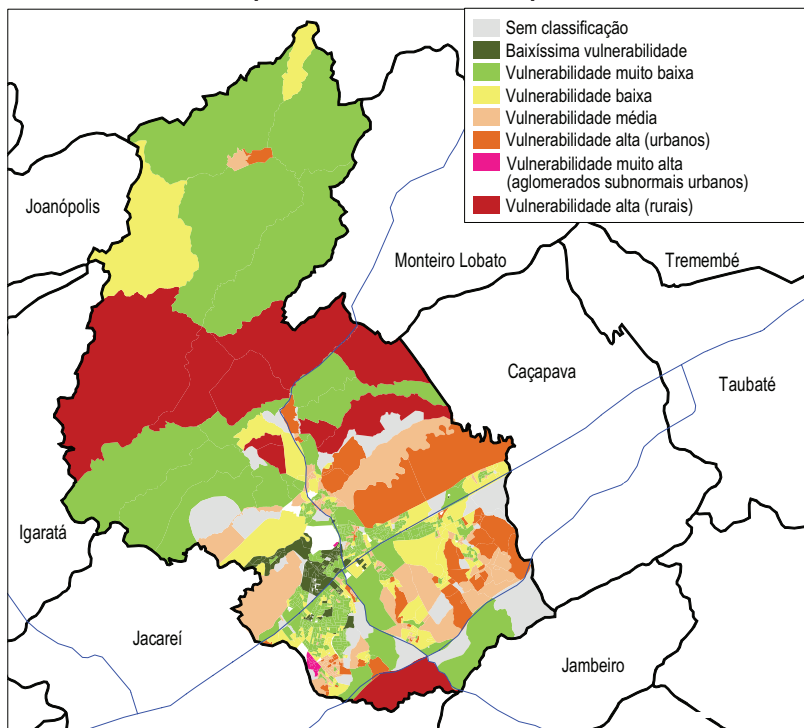 Sem classificação
Baixíssima vulnerabilidade
Vulnerabilidade muito baixa
Vulnerabilidade baixa
Vulnerabilidade média
Vulnerabilidade alta (urbanos)
Vulnerabilidade muito alta
(aglomerados subnormais urbanos)
Vulnerabilidade alta (rurais)
Joanópolis
Monteiro Lobato
Tremembé
Caçapava
Taubaté
Igaratá
Jacareí
Jambeiro